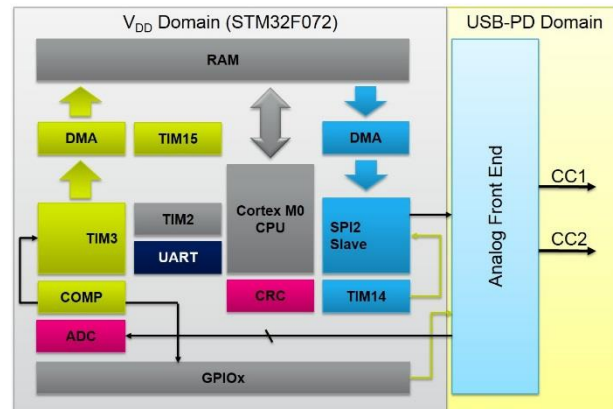 VDD Domain (STM32F072)
USB-PD Domain
RAM
DMA
TIM15
DMA
TIM3
TIM2
Cortex M0
CPU
SPI2
Slave
UART
COMP
CRC
TIM14
ADC
GPIOx
Analog Front End
CC1
CC2